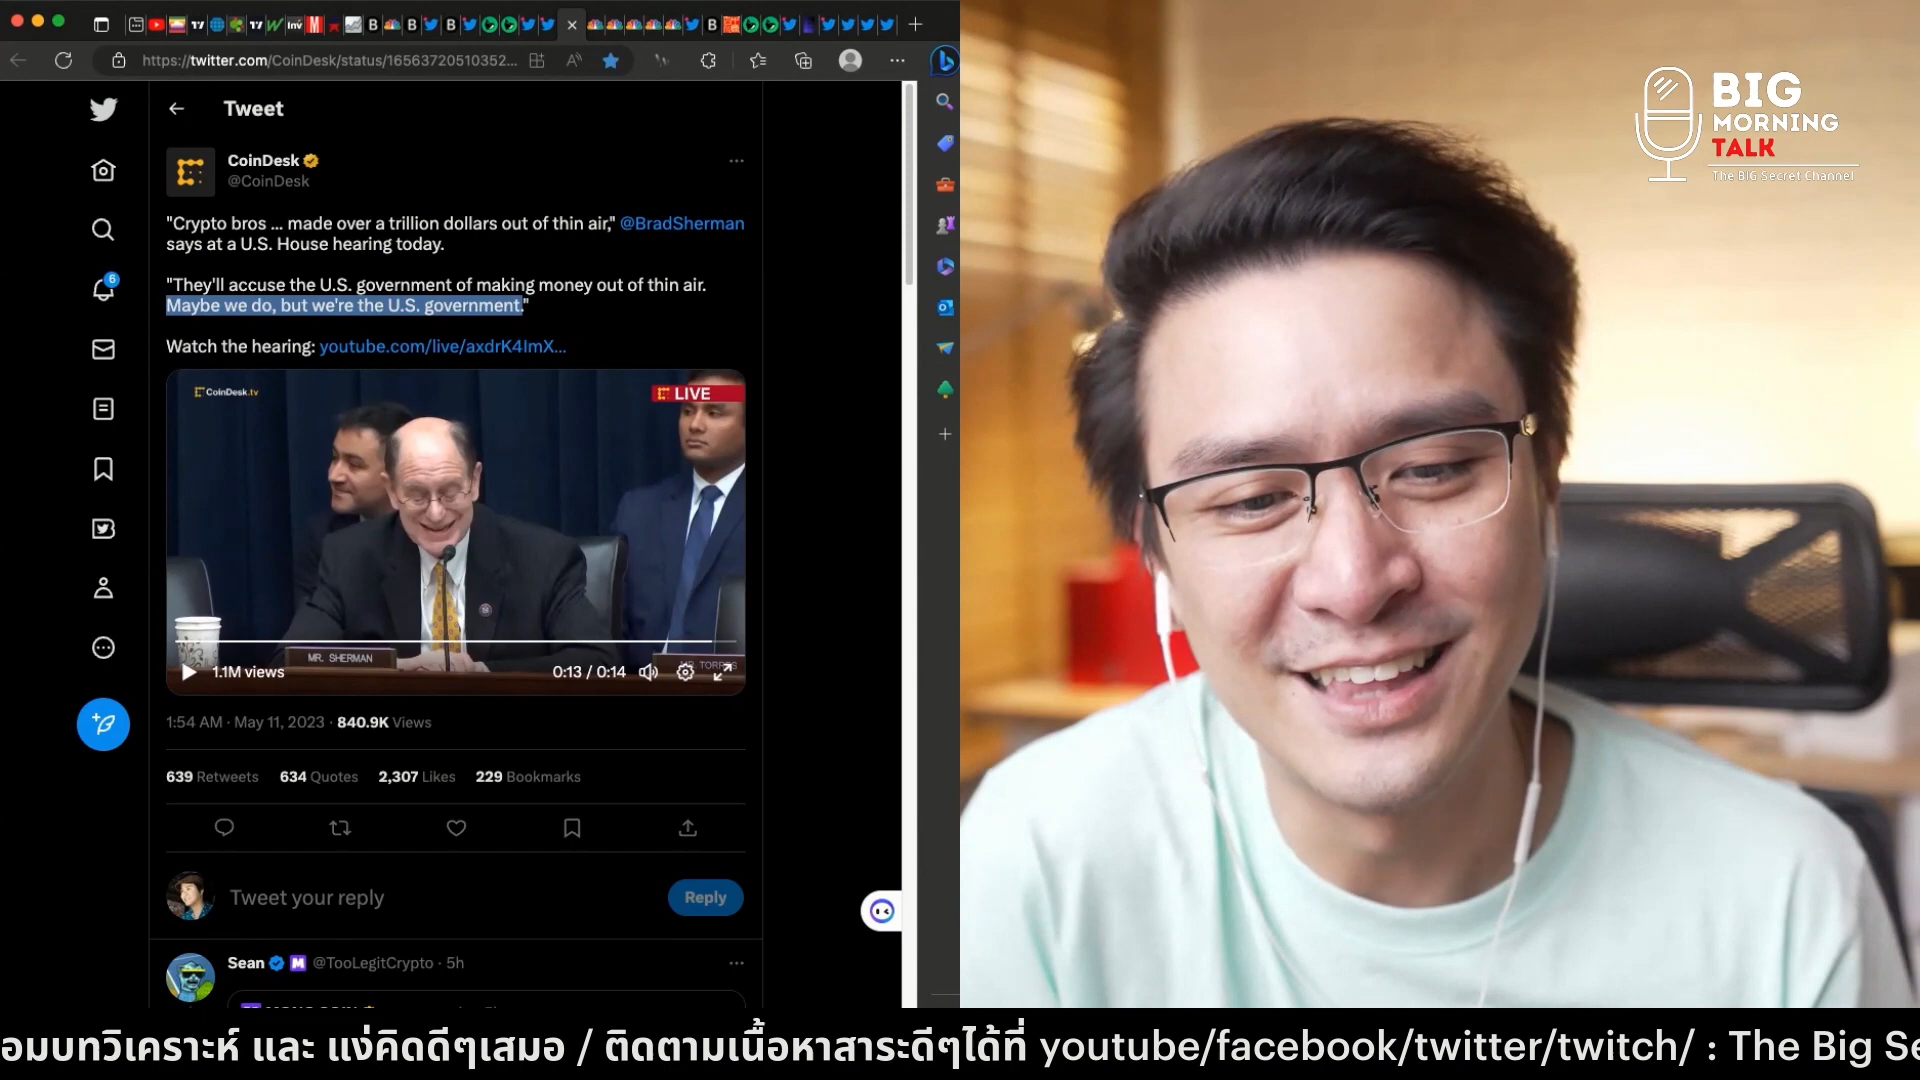 https://twitter.com/CoinDesk/status/16563720510352...
Tweet
CoinDesk
@CoinDesk
"Crypto bros ... made over a trillion dollars out of thin air," @BradSherman
says at a U.S. House hearing today.
"They'll accuse the U.S. government of making money out of thin air.
Maybe we do, but we're the U.S. government."
Watch the hearing: youtube.com/live/axdrK4ImX...
CoinDesk.tv
LIVE
MR. SHERMAN
1.1M views
0:13 / 0:14
1:54 AM · May 11, 2023 · 840.9K Views
639 Retweets 634 Quotes 2,307 Likes 229 Bookmarks
Tweet your reply
Reply
Sean @TooLegitCrypto · 5h
6
BIG
MORNING
TALK
The BIG Secret Channel
อมบทวิเคราะห์ และ แง่คิดดีๆเสมอ / ติดตามเนื้อหาสาระดีๆได้ที่ youtube/facebook/twitter/twitch/ : The Big Se